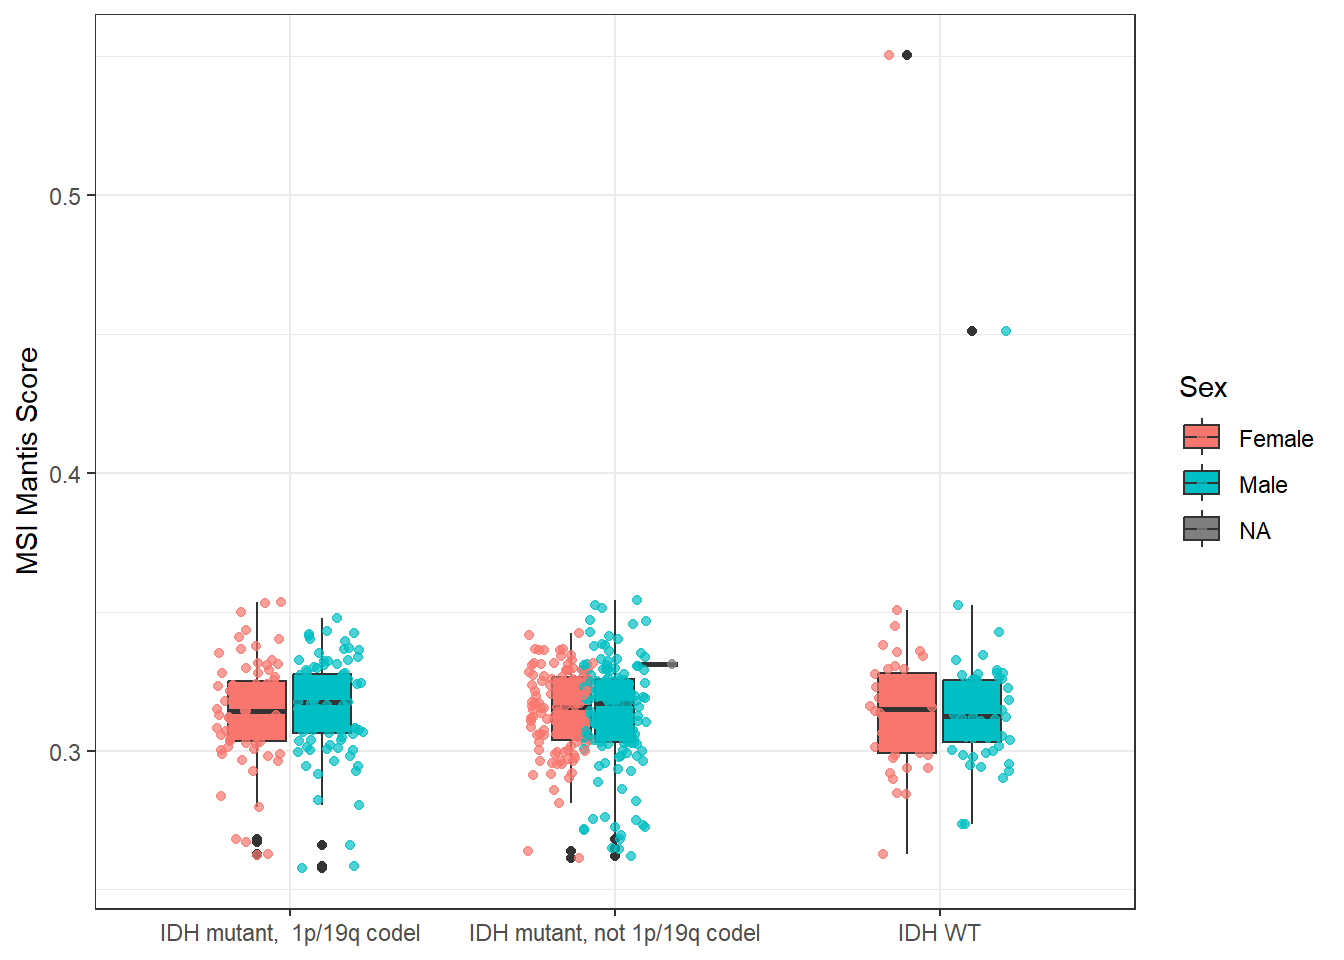 MSI Mantis Score
0.5
0.4
0.3
IDH mutant,  1p/19q codel
IDH mutant, not 1p/19q codel
IDH WT
Sex
Female
Male
NA